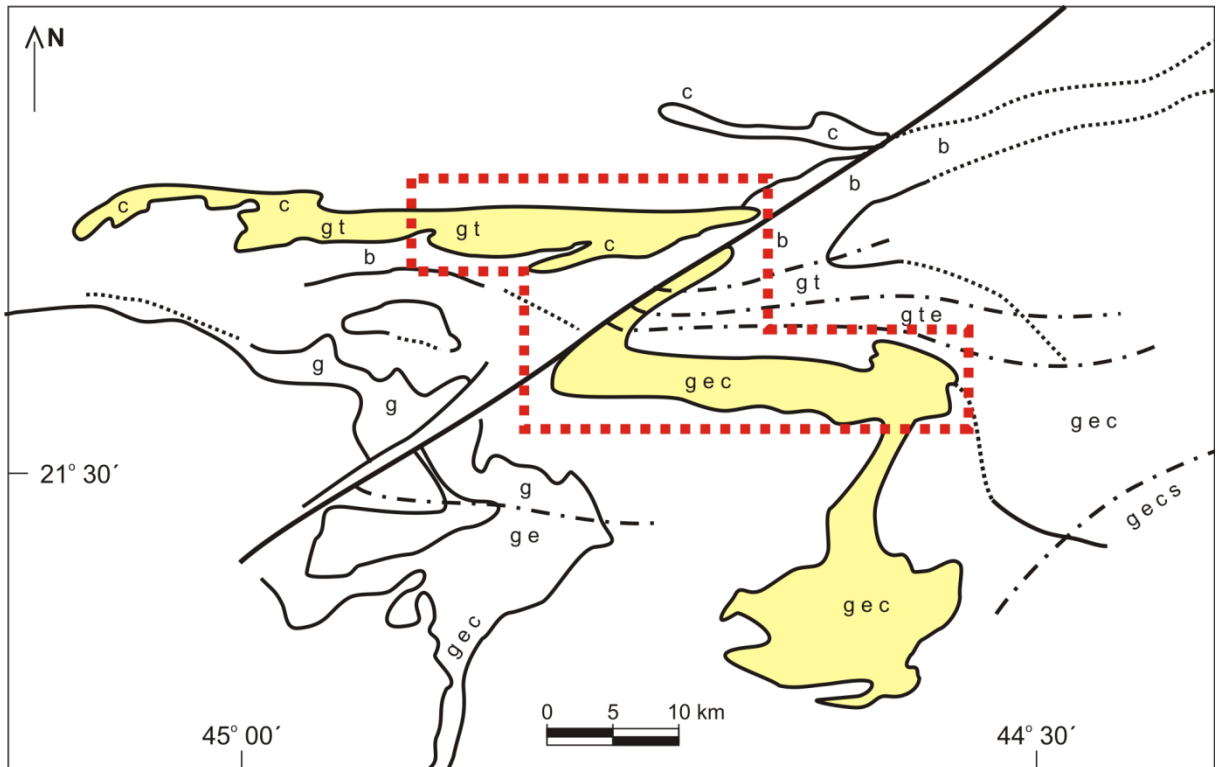 N
c
c
b
b
c
c
g t
g t
c
b
b
g t
g t e
g
g e c
g
g e c
21° 30´
g
g e c s
g e
g e c
g e c
0 5 10 km
45° 00´
44° 30´